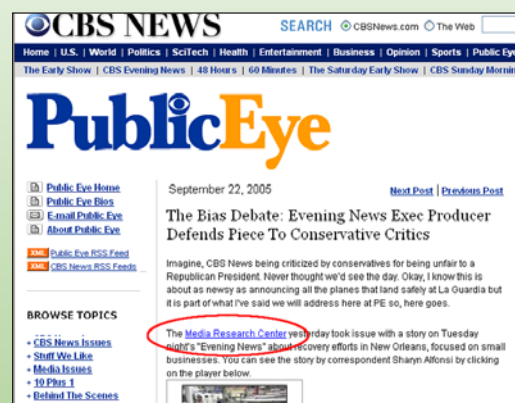 CBS NEWS
SEARCH CBSNews.com The Web
Home | U.S. | World | Politics | SciTech | Health | Entertainment | Business | Opinion | Sports | Public Eye
The Early Show | CBS Evening News | 48 Hours | 60 Minutes | The Saturday Early Show | CBS Sunday Mornin
PublicEye
Public Eye Home
Public Eye Bios
E-mail Public Eye
About Public Eye
XML Public Eye RSS Feed
XML CBS News RSS Feeds
BROWSE TOPICS
CBS News Issues
Stuff We Like
Media Issues
10 Plus 1
Behind The Scenes
September 22, 2005
Next Post | Previous Post
The Bias Debate: Evening News Exec Producer
Defends Piece To Conservative Critics
Imagine, CBS News being criticized by conservatives for being unfair to a
Republican President. Never thought we'd see the day. Okay, I know this is
about as newsy as announcing all the planes that land safely at La Guardia but
it is part of what I've said we will address here at PE so, here goes.
The Media Research Center yesterday took issue with a story on Tuesday
night's "Evening News" about recovery efforts in New Orleans, focused on small
businesses. You can see the story by correspondent Sharyn Alfonsi by clicking
on the player below.